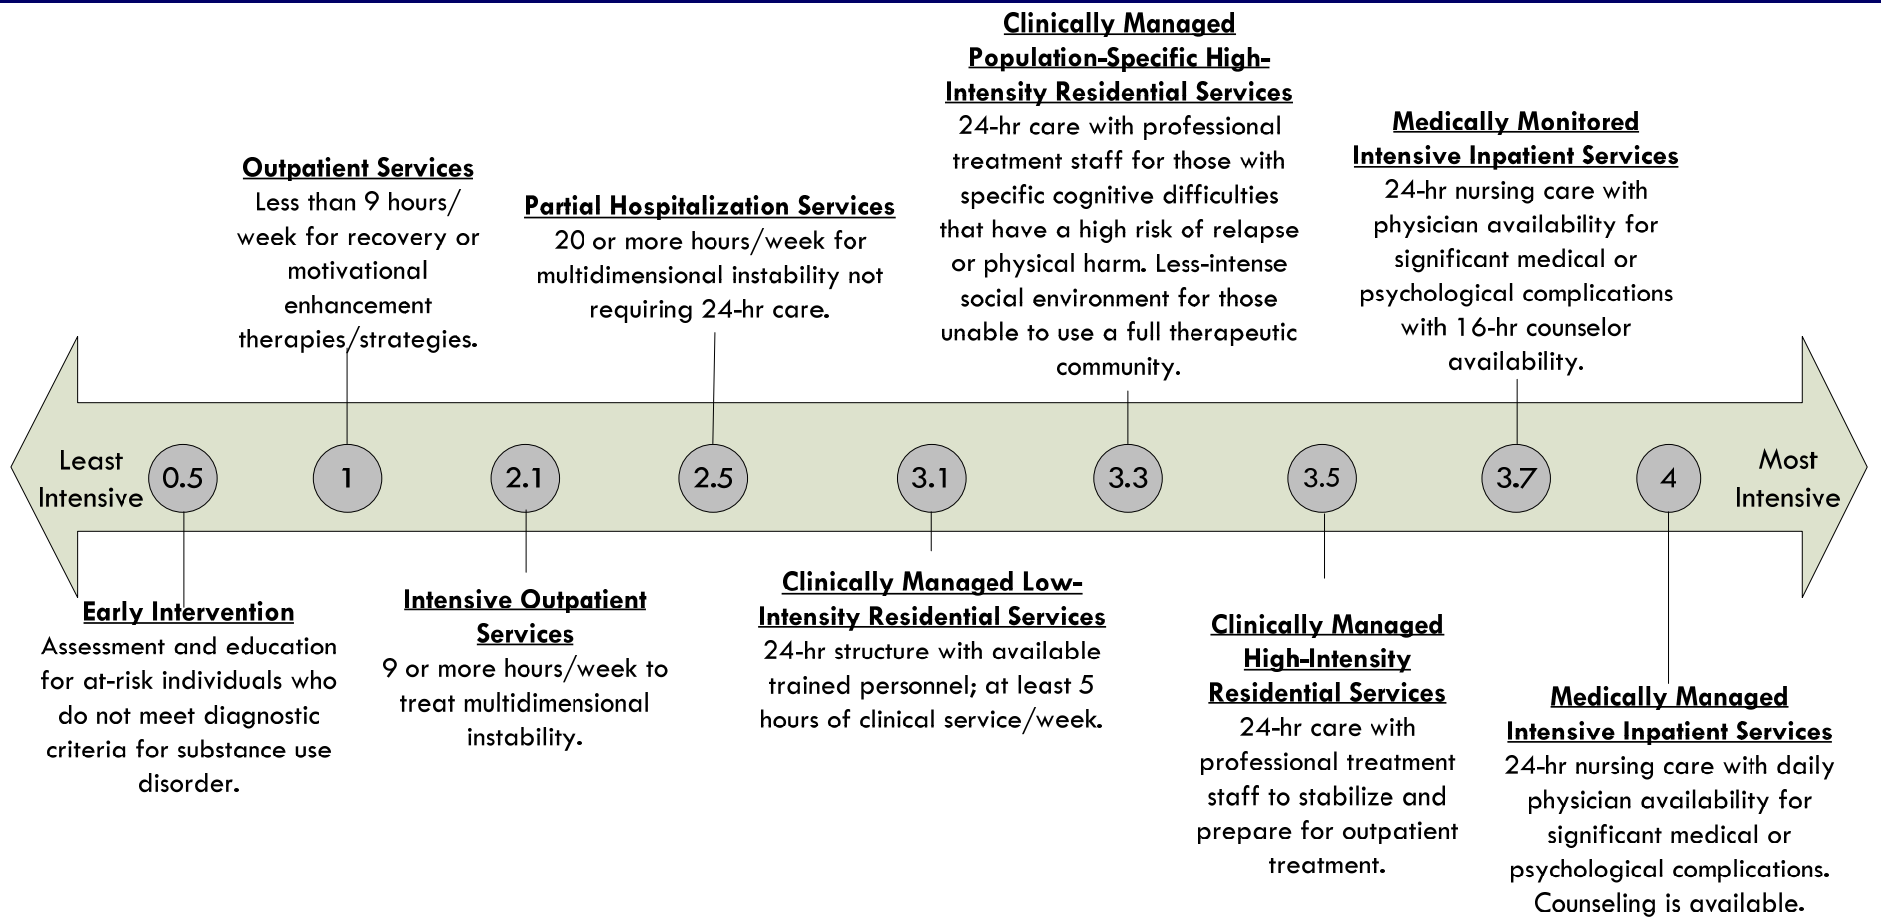 Clinically Managed
Population-Specific High-
Intensity Residential Services
24-hr care with professional
treatment staff for those with
specific cognitive difficulties
that have a high risk of relapse
or physical harm. Less-intense
social environment for those
unable to use a full therapeutic
community.
Medically Monitored
Intensive Inpatient Services
24-hr nursing care with
physician availability for
significant medical or
psychological complications
with 16-hr counselor
availability.
Outpatient Services
Less than 9 hours/
week for recovery or
motivational
enhancement
therapies/strategies.
Partial Hospitalization Services
20 or more hours/week for
multidimensional instability not
requiring 24-hr care.
Least
Intensive
0.5
1
2.1
2.5
3.1
3.3
3.5
3.7
4
Most
Intensive
Early Intervention
Assessment and education
for at-risk individuals who
do not meet diagnostic
criteria for substance use
disorder.
Intensive Outpatient
Services
9 or more hours/week to
treat multidimensional
instability.
Clinically Managed Low-
Intensity Residential Services
24-hr structure with available
trained personnel; at least 5
hours of clinical service/week.
Clinically Managed
High-Intensity
Residential Services
24-hr care with
professional treatment
staff to stabilize and
prepare for outpatient
treatment.
Medically Managed
Intensive Inpatient Services
24-hr nursing care with daily
physician availability for
significant medical or
psychological complications.
Counseling is available.